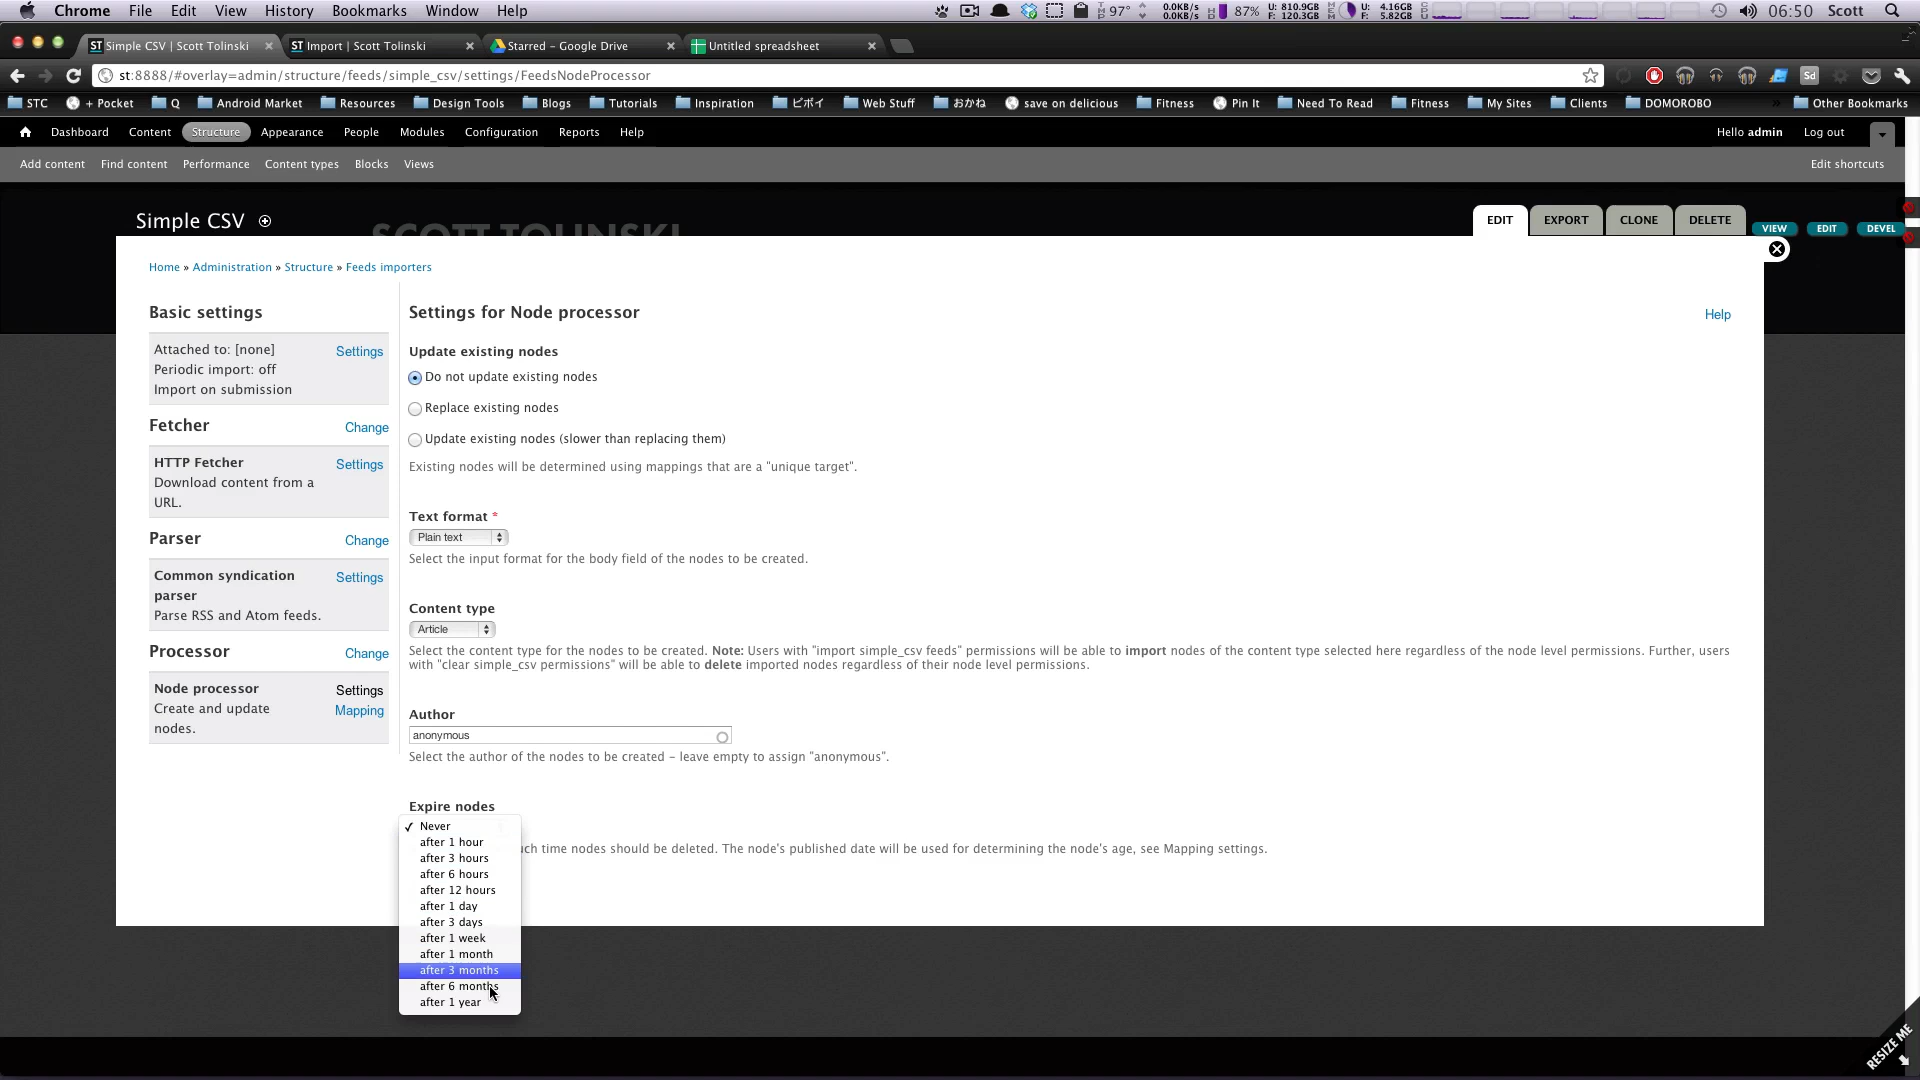 Chrome File Edit View History Bookmarks Window Help 97° 0.0KB/s 0.0KB/s 87% U: 810.9GB F: 120.3GB U: 4.16GB F: 5.82GB 06:50 Scott
Simple CSV | Scott Tolinski Import | Scott Tolinski Starred – Google Drive Untitled spreadsheet
st:8888/#overlay=admin/structure/feeds/simple_csv/settings/FeedsNodeProcessor
STC + Pocket Q Android Market Resources Design Tools Blogs Tutorials Inspiration ビボイ Web Stuff おかね save on delicious Fitness Pin It Need To Read Fitness My Sites Clients DOMOROBO » Other Bookmarks
Dashboard Content Structure Appearance People Modules Configuration Reports Help Hello admin Log out
Add content Find content Performance Content types Blocks Views Edit shortcuts
Simple CSV
SCOTT TOLINSKI
EDIT EXPORT CLONE DELETE
VIEW EDIT DEVEL
Home » Administration » Structure » Feeds importers
Basic settings
Attached to: [none] Settings
Periodic import: off
Import on submission
Fetcher Change
HTTP Fetcher Settings
Download content from a
URL.
Parser Change
Common syndication Settings
parser
Parse RSS and Atom feeds.
Processor Change
Node processor Settings
Create and update Mapping
nodes.
Settings for Node processor
Help
Update existing nodes
Do not update existing nodes
Replace existing nodes
Update existing nodes (slower than replacing them)
Existing nodes will be determined using mappings that are a "unique target".
Text format *
Plain text
Select the input format for the body field of the nodes to be created.
Content type
Article
Select the content type for the nodes to be created. Note: Users with "import simple_csv feeds" permissions will be able to import nodes of the content type selected here regardless of the node level permissions. Further, users
with "clear simple_csv permissions" will be able to delete imported nodes regardless of their node level permissions.
Author
anonymous
Select the author of the nodes to be created – leave empty to assign "anonymous".
Expire nodes
✓ Never
after 1 hour
uch time nodes should be deleted. The node's published date will be used for determining the node's age, see Mapping settings.
after 3 hours
after 6 hours
after 12 hours
after 1 day
after 3 days
after 1 week
after 1 month
after 3 months
after 6 months
after 1 year
RESIZE ME